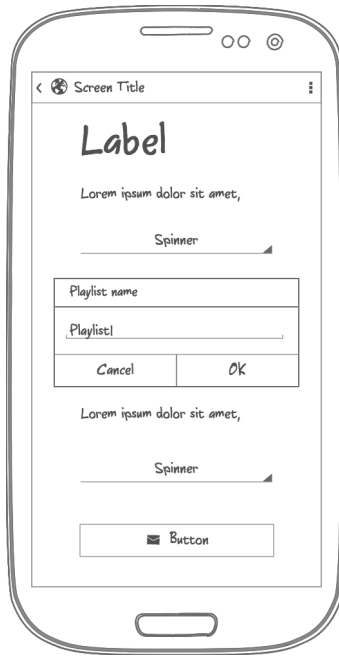 Screen Title
Label
Lorem ipsum dolor sit amet,
Spinner
Playlist name
Playlist|
Cancel OK
Lorem ipsum dolor sit amet,
Spinner
Button